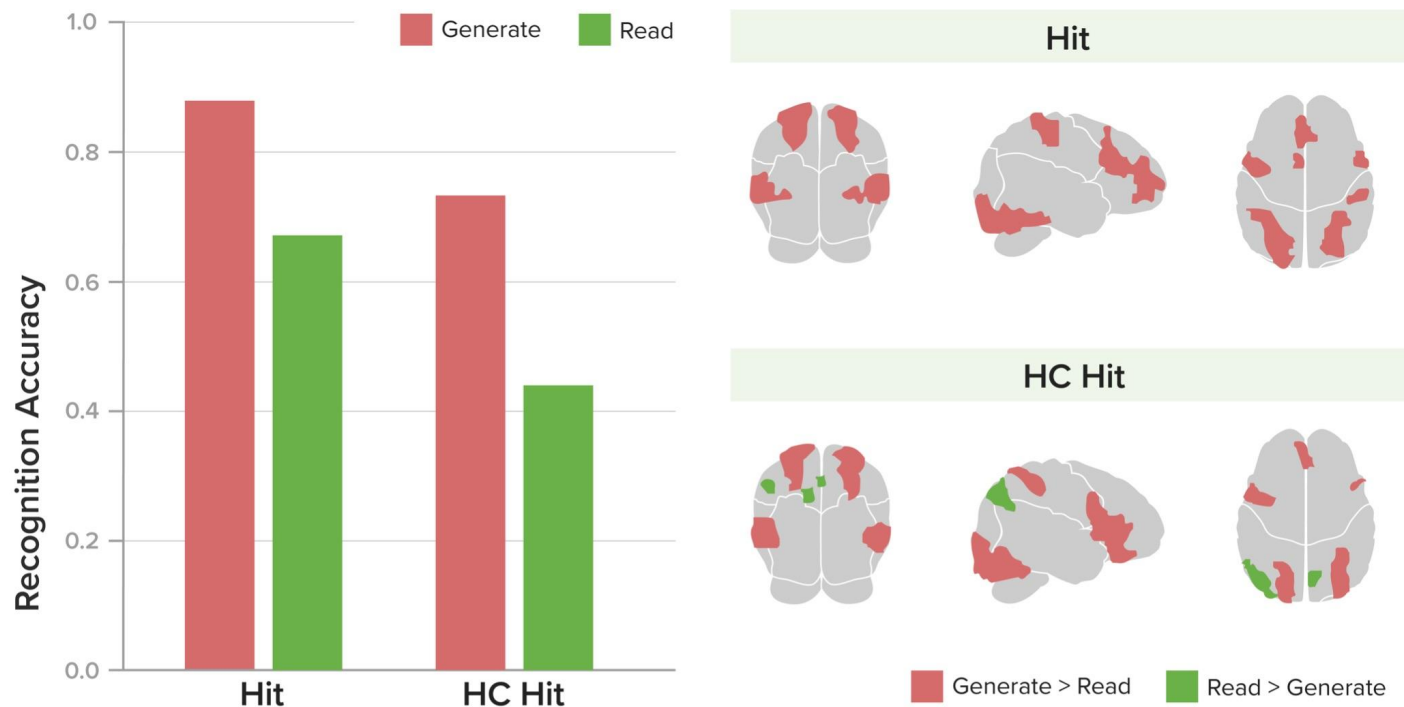 Generate
Read
Recognition Accuracy
1.0
0.8
0.6
0.4
0.2
0.0
Hit
HC Hit
Hit
HC Hit
Generate > Read
Read > Generate